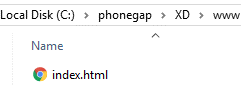 Local Disk (C:) > phonegap > XD > www
Name
index.html